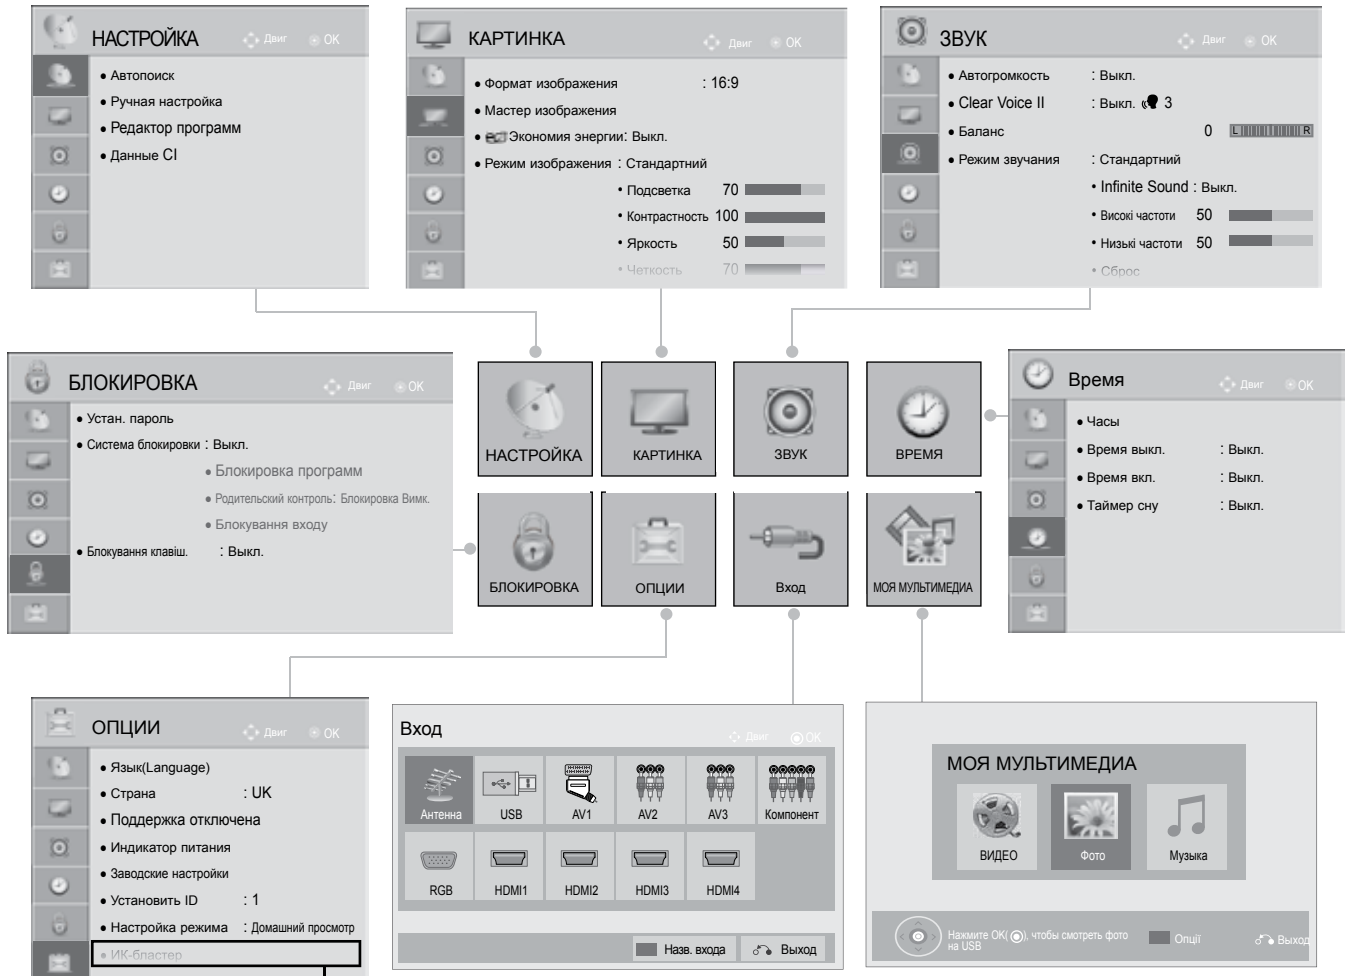 НАСТРОЙКА
Двиг
OK
• Автопоиск
• Ручная настройка
• Редактор программ
• Данные CI
КАРТИНКА
Двиг
OK
• Формат изображения : 16:9
• Мастер изображения
• Экономия энергии: Выкл.
• Режим изображения : Стандартний
• Подсветка 70
• Контрастность 100
• Яркость 50
• Четкость 70
ЗВУК
Двиг
OK
• Автогромкость : Выкл.
• Clear Voice II : Выкл. 3
• Баланс 0 L R
• Режим звучания : Стандартний
• Infinite Sound : Выкл.
• Високі частоти 50
• Низькі частоти 50
• Сброс
БЛОКИРОВКА
Двиг
OK
• Устан. пароль
• Система блокировки : Выкл.
• Блокировка программ
• Родительский контроль: Блокировка Вимк.
• Блокування входу
• Блокування клавіш. : Выкл.
НАСТРОЙКА
КАРТИНКА
ЗВУК
ВРЕМЯ
БЛОКИРОВКА
ОПЦИИ
Вход
МОЯ МУЛЬТИМЕДИА
Время
Двиг
OK
• Часы
• Время выкл. : Выкл.
• Время вкл. : Выкл.
• Таймер сну : Выкл.
ОПЦИИ
Двиг
OK
• Язык(Language)
• Страна : UK
• Поддержка отключена
• Индикатор питания
• Заводские настройки
• Установить ID : 1
• Настройка режима : Домашний просмотр
• ИК-бластер
Вход
Двиг
OK
Антенна
USB
AV1
AV2
AV3
Компонент
RGB
HDMI1
HDMI2
HDMI3
HDMI4
Назв. входа
Выход
МОЯ МУЛЬТИМЕДИА
ВИДЕО
Фото
Музыка
Нажмите OK(◉), чтобы смотреть фото
на USB
Опції
Выход